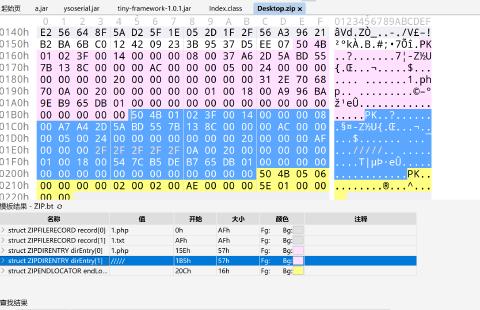 起始页 a.jar ysoserial.jar tiny-framework-1.0.1.jar Index.class Desktop.zip ×
0 1 2 3 4 5 6 7 8 9 A B C D E F 0123456789ABCDEF
0140h E2 56 64 8F 5A D2 5F 1E 05 2D 1F 2F 56 A3 96 21
0150h B2 BA 6B C0 12 42 09 23 3B 95 37 D5 EE 07 50 4B
0160h 01 02 3F 00 14 00 00 00 08 00 37 A6 2D 5A BD 55
0170h 7B 13 8C 00 00 00 AC 00 00 00 05 00 24 00 00 00
0180h 00 00 00 00 20 00 00 00 00 00 00 00 31 2E 70 68
0190h 70 0A 00 20 00 00 00 00 00 01 00 18 00 A9 96 BA
01A0h 9E B9 65 DB 01 00 00 00 00 00 00 00 00 00 00 00
01B0h 00 00 00 00 00 50 4B 01 02 3F 00 14 00 00 00 08
01C0h 00 A7 A4 2D 5A BD 55 7B 13 8C 00 00 00 AC 00 00
01D0h 00 05 00 24 00 00 00 00 00 00 00 20 00 00 00 AF
01E0h 00 00 00 2F 2F 2F 2F 2F 0A 00 20 00 00 00 00 00
01F0h 01 00 18 00 54 7C B5 DE B7 65 DB 01 00 00 00 00
0200h 00 00 00 00 00 00 00 00 00 00 00 00 50 4B 05 06
0210h 00 00 00 00 02 00 02 00 AE 00 00 00 5E 01 00 00
0220h 00 00
模板结果 - ZIP.bt
名称 值 开始 大小 颜色 注释
struct ZIPFILERECORD record[0] 1.php 0h AFh Fg: Bg:
struct ZIPFILERECORD record[1] 1.txt AFh AFh Fg: Bg:
struct ZIPDIRENTRY dirEntry[0] 1.php 15Eh 57h Fg: Bg:
struct ZIPDIRENTRY dirEntry[1] ///// 1B5h 57h Fg: Bg:
struct ZIPENDLOCATOR endLo... 20Ch 16h Fg: Bg:
查找结果